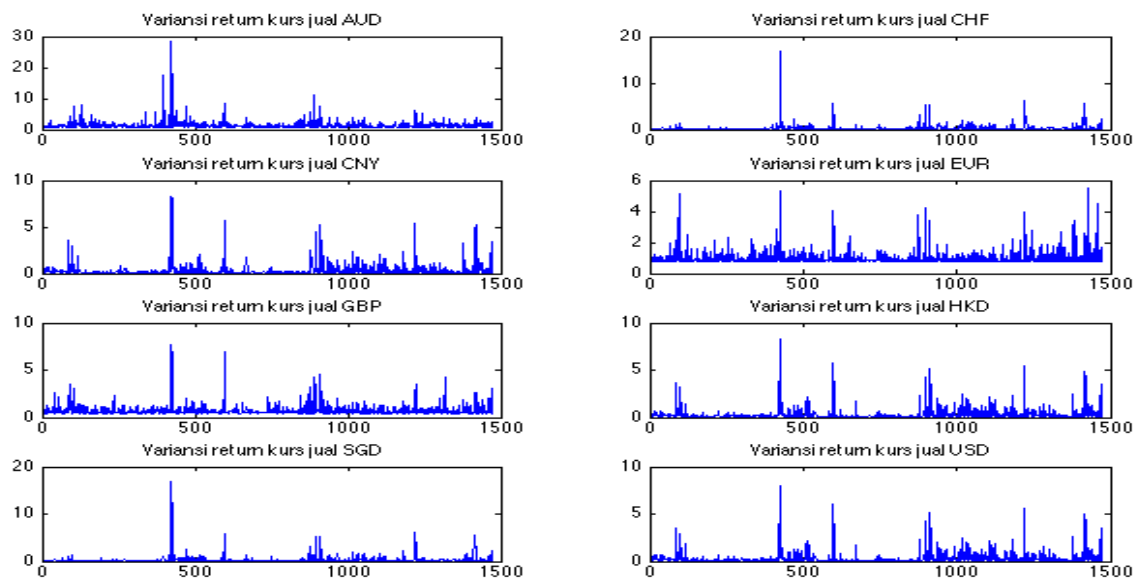 Variansi return kurs jual AUD
30
20
10
0
0 500 1000 1500
Variansi return kurs jual CHF
20
10
0
0 500 1000 1500
Variansi return kurs jual CNY
10
5
0
0 500 1000 1500
Variansi return kurs jual EUR
6
4
2
0
0 500 1000 1500
Variansi return kurs jual GBP
10
5
0
0 500 1000 1500
Variansi return kurs jual HKD
10
5
0
0 500 1000 1500
Variansi return kurs jual SGD
20
10
0
0 500 1000 1500
Variansi return kurs jual USD
10
5
0
0 500 1000 1500